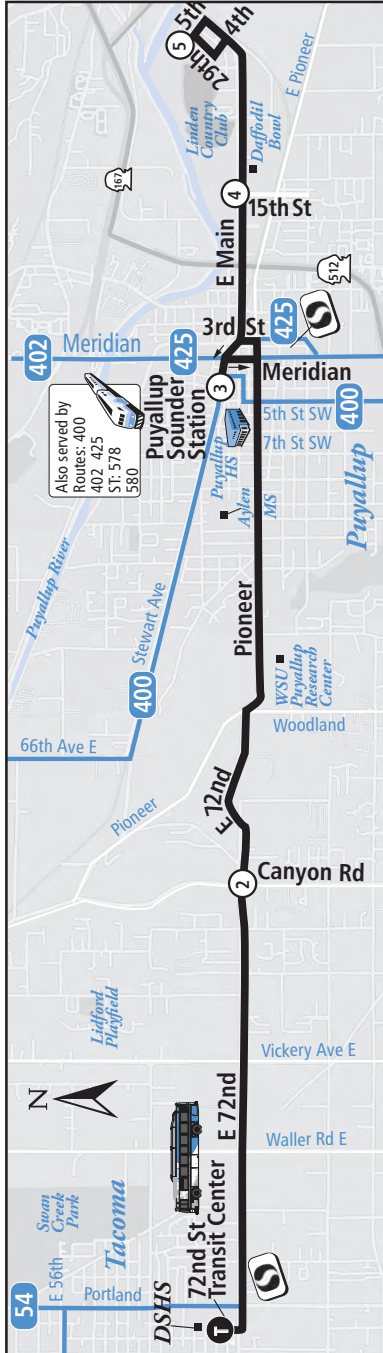 54
E 56th
Portland
Swan
Creek
Park
Tacoma
DSHS
T
72nd St
Transit Center
N
E 72nd
Waller Rd E
Vickery Ave E
Lidford
Playfield
2
Canyon Rd
E 72nd
Pioneer
Woodland
66th Ave E
400
Stewart Ave
Puyallup River
WSU
Puyallup
Research
Center
Pioneer
Aylen
MS
Puyallup
HS
Puyallup
Also served by
Routes: 400
402 425
ST: 578
580
Puyallup
Sounder
Station
3
7th St SW
5th St SW
400
402
Meridian
425
Meridian
3rd St
425
512
167
E Main
4
15th St
Daffodil
Bowl
Linden
Country
Club
E Pioneer
29th
5
5th
4th